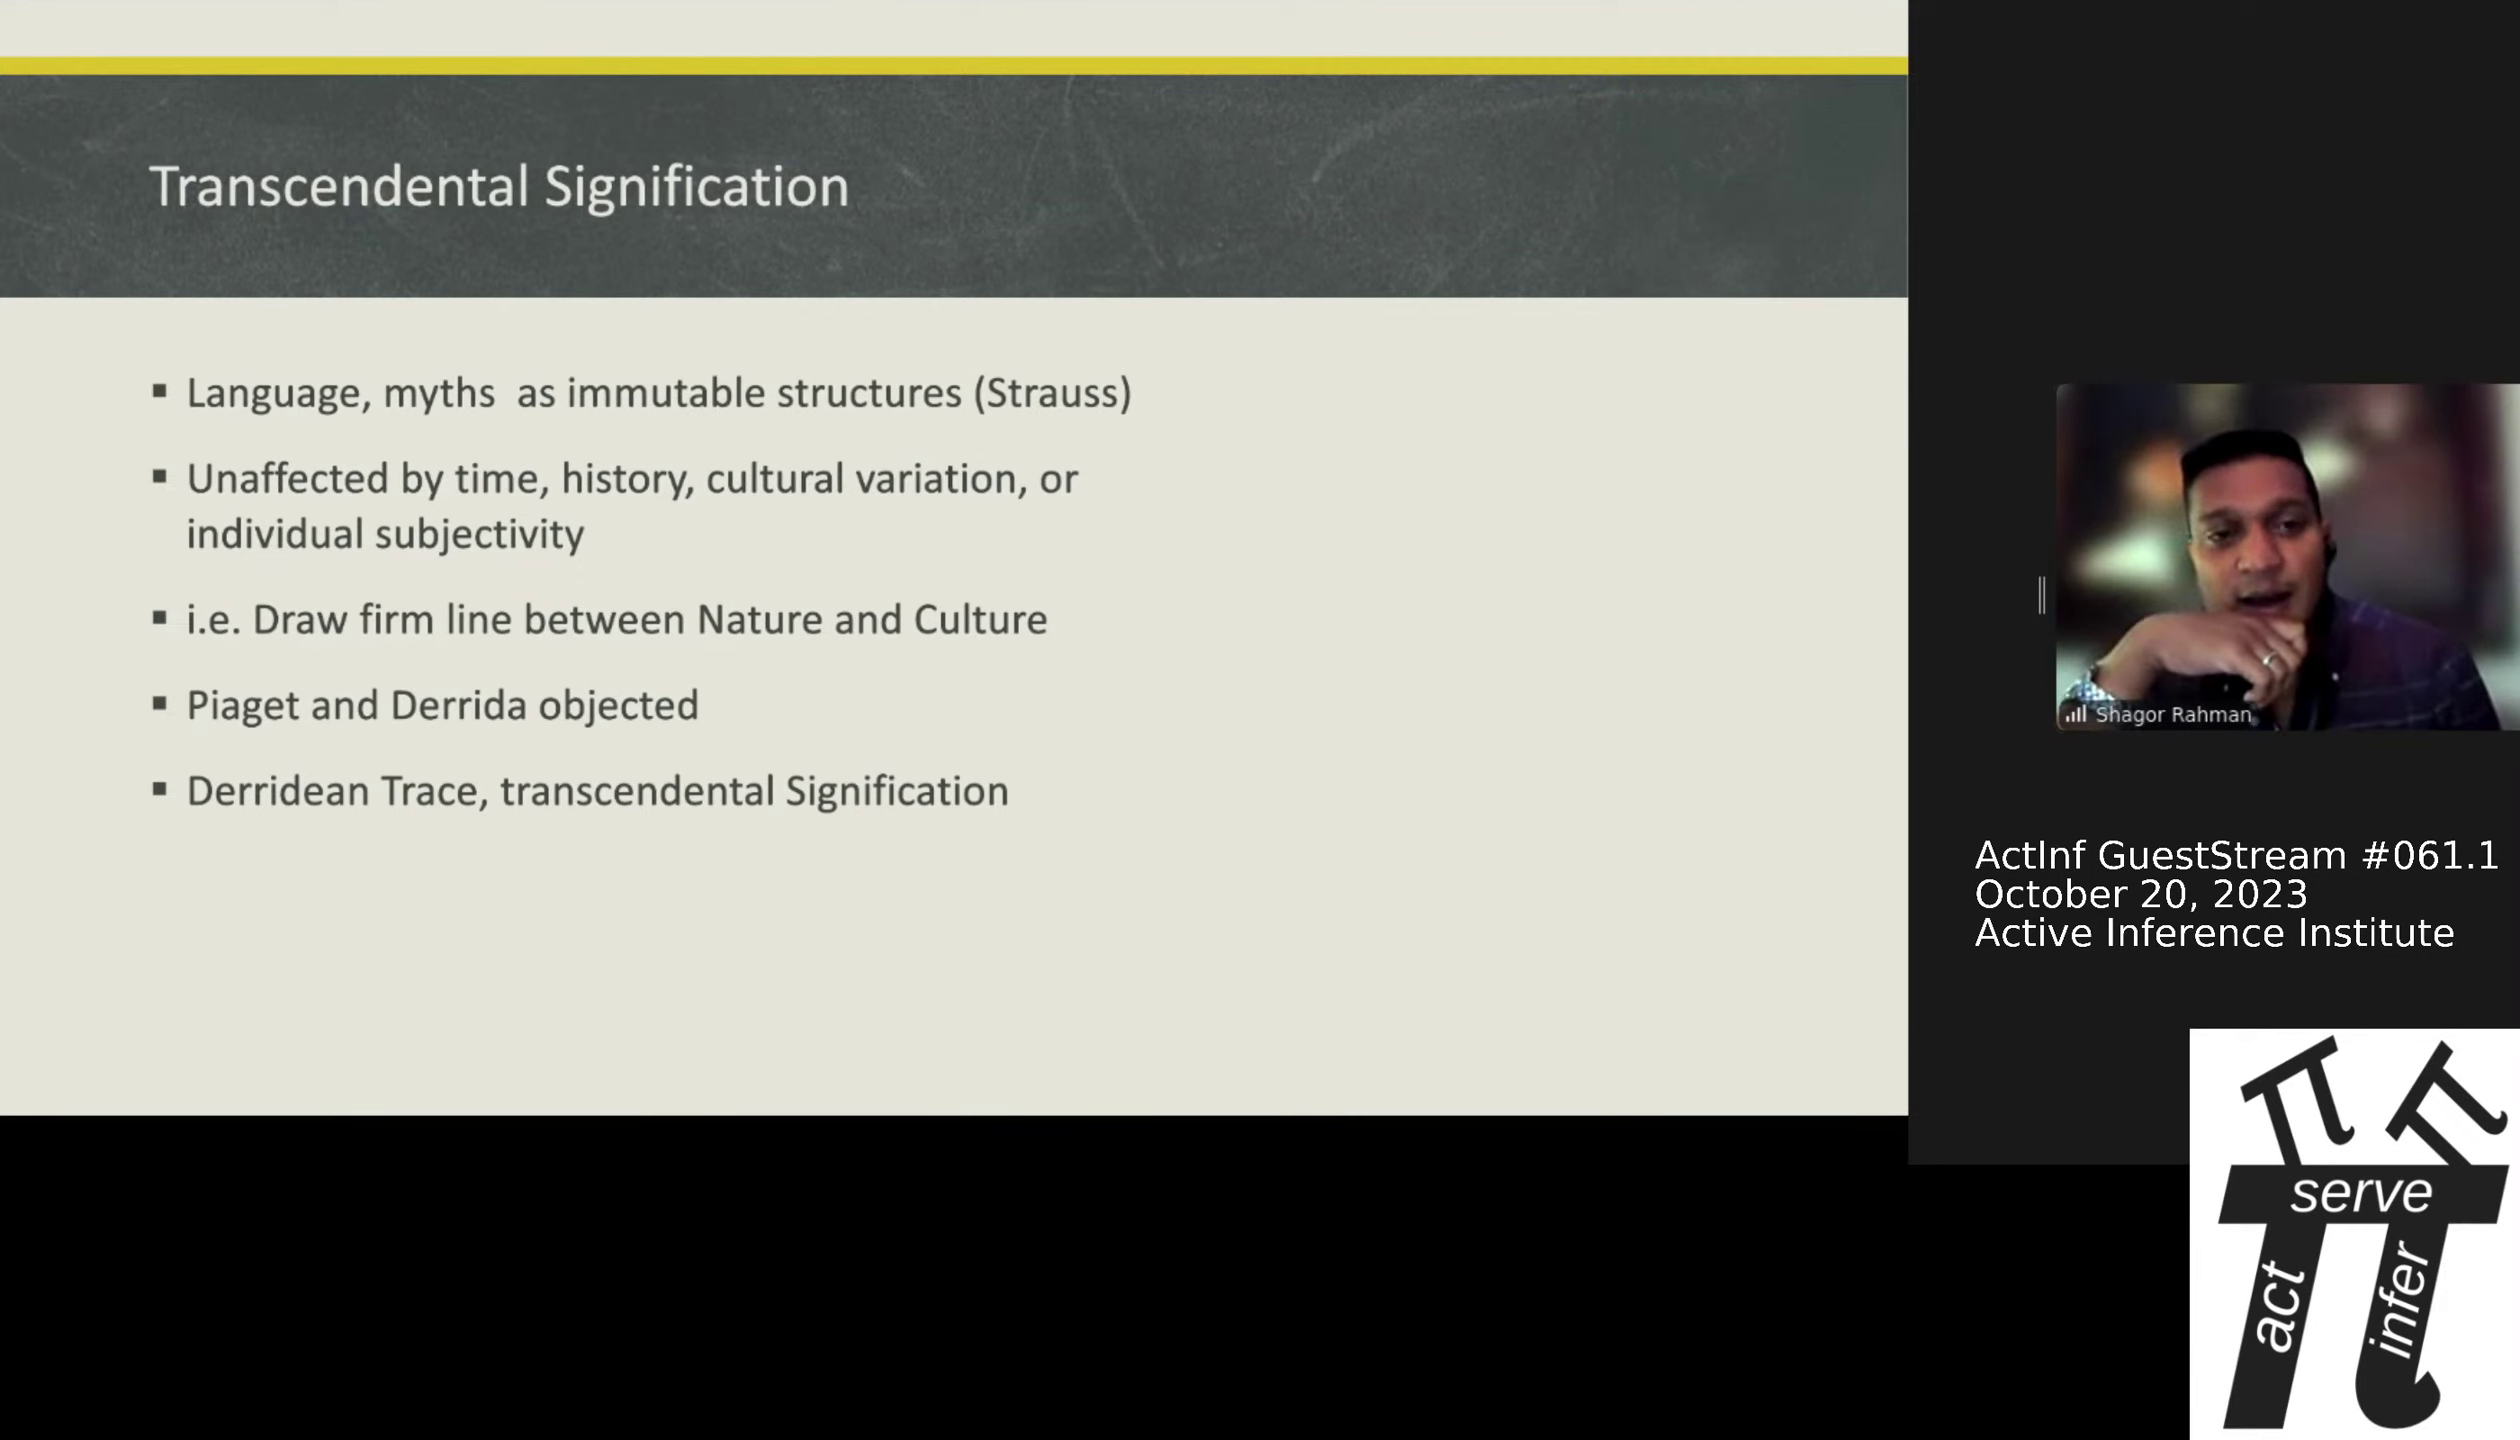 Transcendental Signification
▪ Language, myths  as immutable structures (Strauss)
▪ Unaffected by time, history, cultural variation, or
individual subjectivity
▪ i.e. Draw firm line between Nature and Culture
▪ Piaget and Derrida objected
▪ Derridean Trace, transcendental Signification
Shagor Rahman
ActInf GuestStream #061.1
October 20, 2023
Active Inference Institute
π π
serve
act
infer